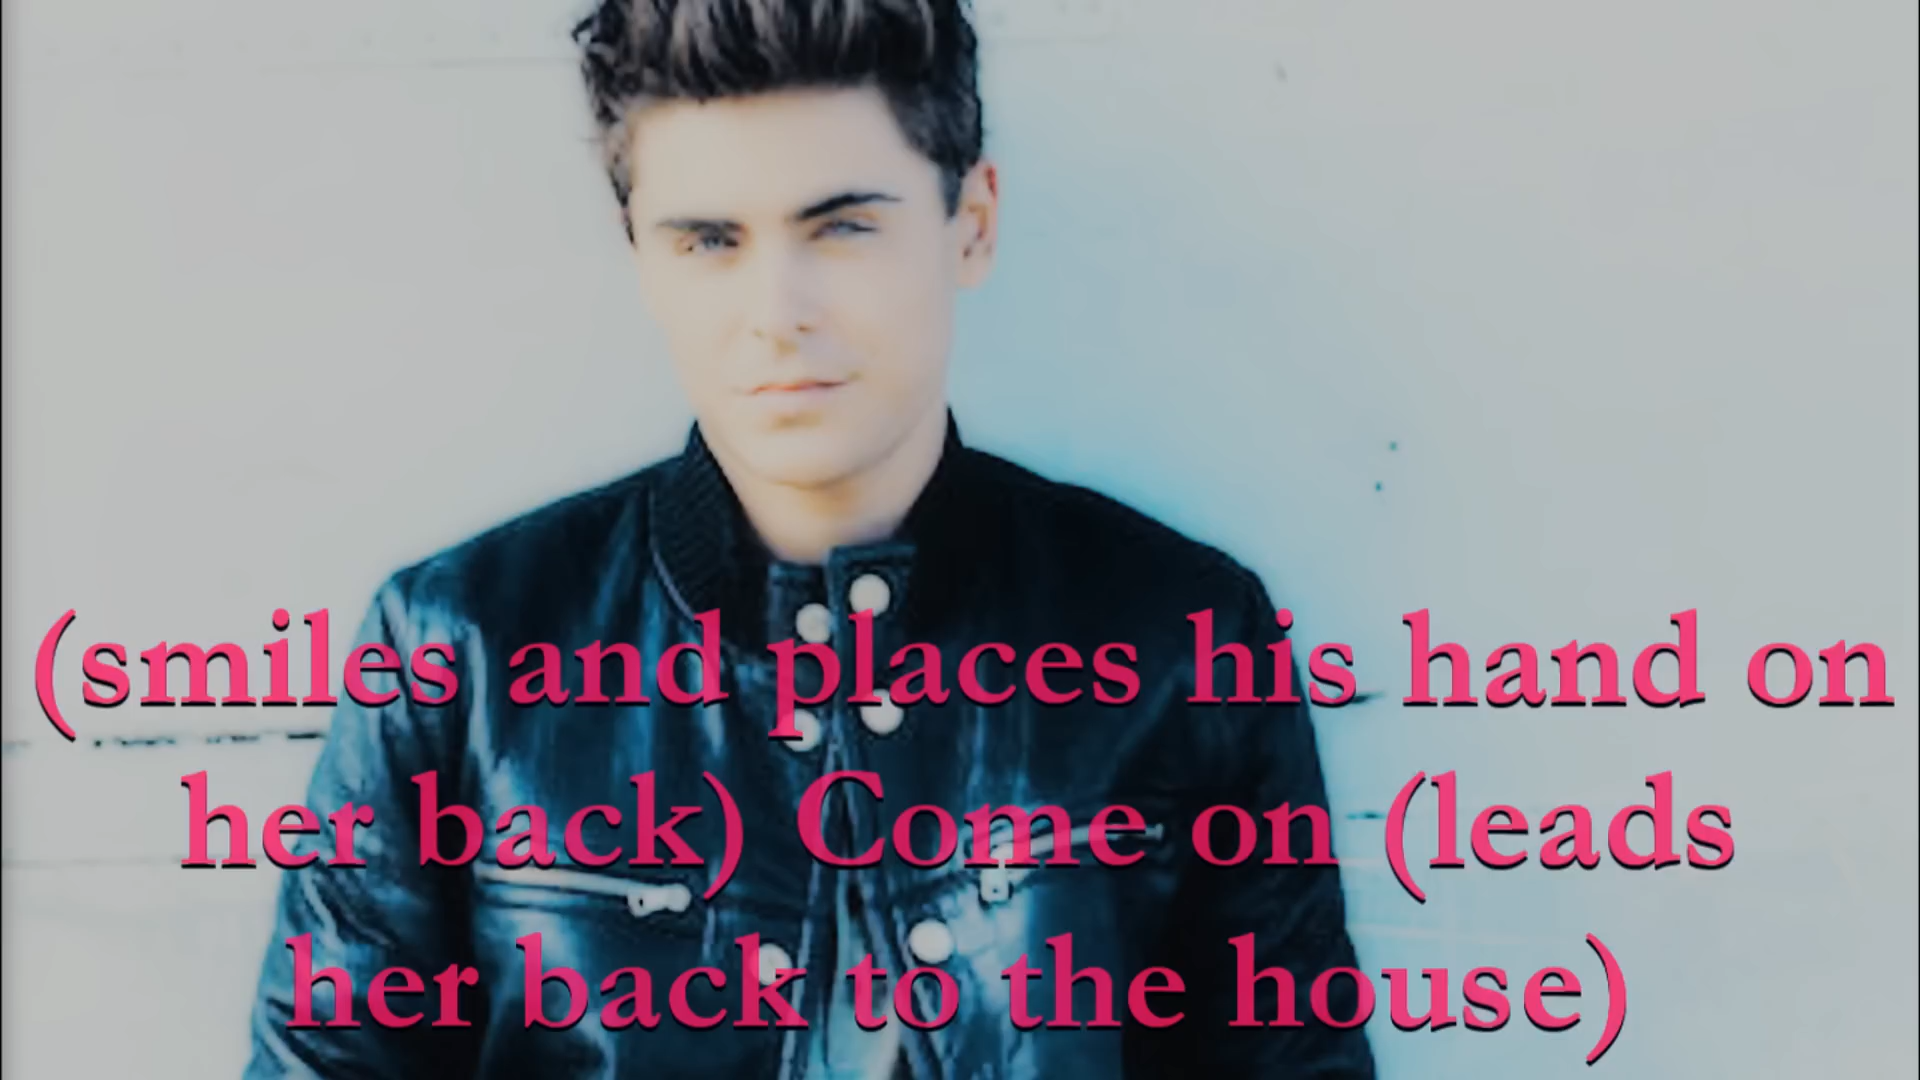 (smiles and places his hand on
her back) Come on (leads
her back to the house)